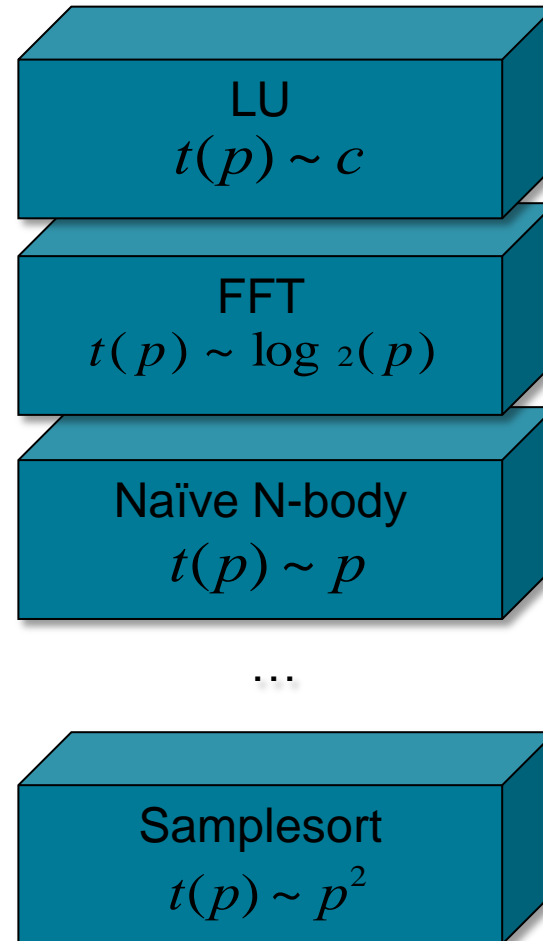 LU
t(p) ~ c
FFT
t(p) ~ log 2(p)
Naïve N-body
t(p) ~ p
…
Samplesort
t(p) ~ p²